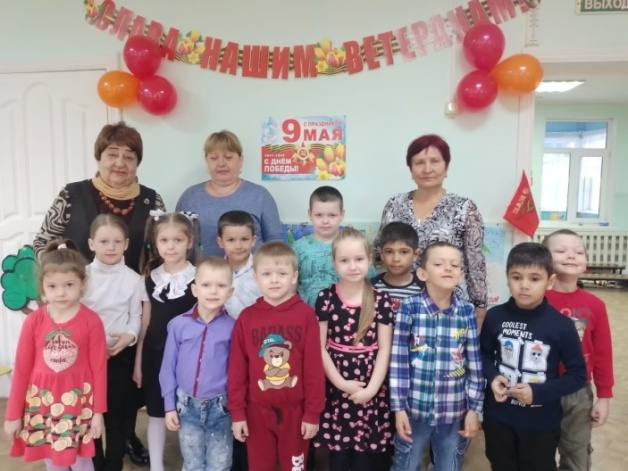 ВЫХОД
СЛАВА НАШИМ ВЕТЕРАНАМ!
С ПРАЗДНИКОМ
9 МАЯ
С ДНЁМ
ПОБЕДЫ!
BADASS
COOLEST
MOMENTS